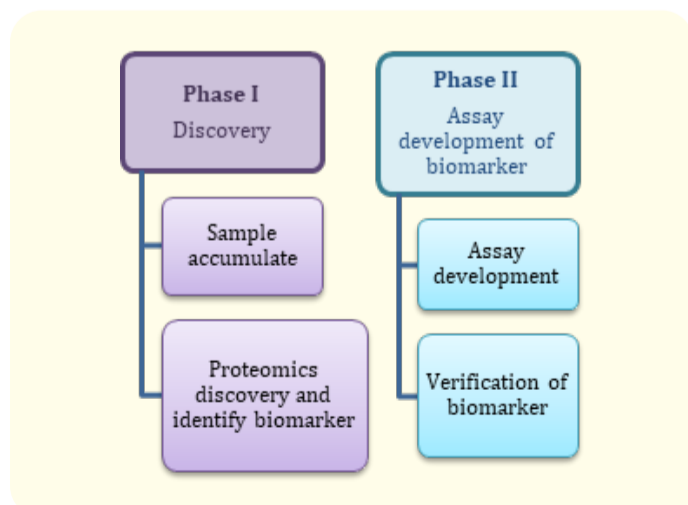 Phase I
Discovery
Sample
accumulate
Proteomics
discovery and
identify biomarker
Phase II
Assay
development of
biomarker
Assay
development
Verification of
biomarker